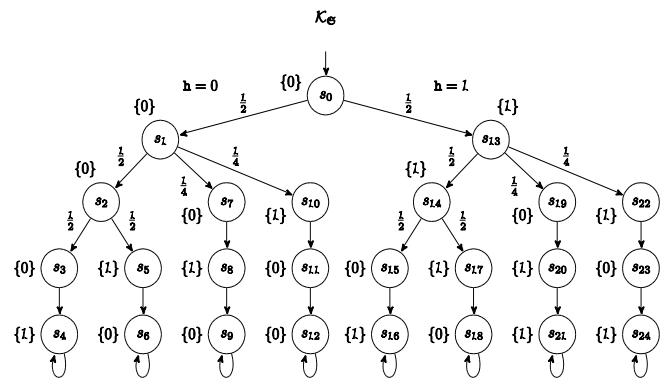 𝒦_𝔖
h = 0 {0} s₀ h = 1
1/2 1/2
{0} s₁ {1} s₁₃
1/2 1/4 1/4 1/2 1/4 1/4
{0} s₂ {0} s₇ {1} s₁₀ {1} s₁₄ {0} s₁₉ {1} s₂₂
1/2 1/2 1/2 1/2
{0} s₃ {1} s₅ {1} s₈ {0} s₁₁ {0} s₁₅ {1} s₁₇ {1} s₂₀ {0} s₂₃
{1} s₄ {0} s₆ {0} s₉ {0} s₁₂ {1} s₁₆ {0} s₁₈ {1} s₂₁ {1} s₂₄